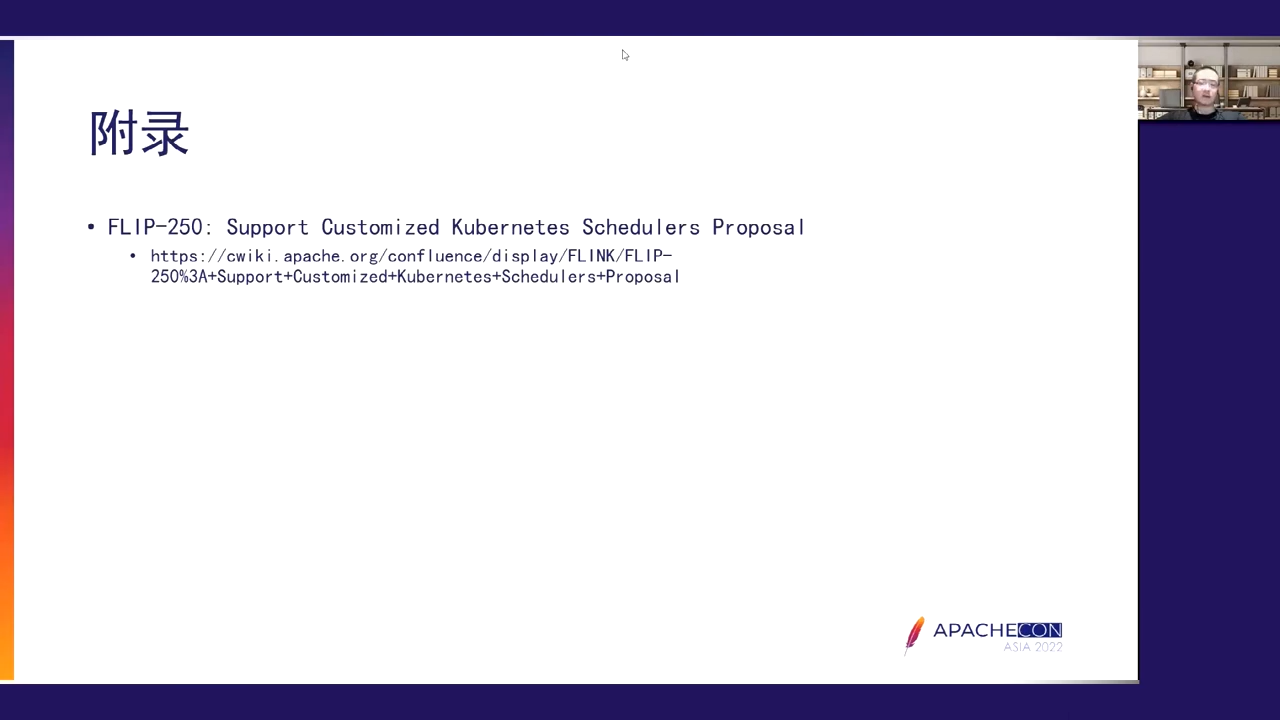 附录
• FLIP-250: Support Customized Kubernetes Schedulers Proposal
• https://cwiki.apache.org/confluence/display/FLINK/FLIP-
250%3A+Support+Customized+Kubernetes+Schedulers+Proposal
APACHECON
ASIA 2022